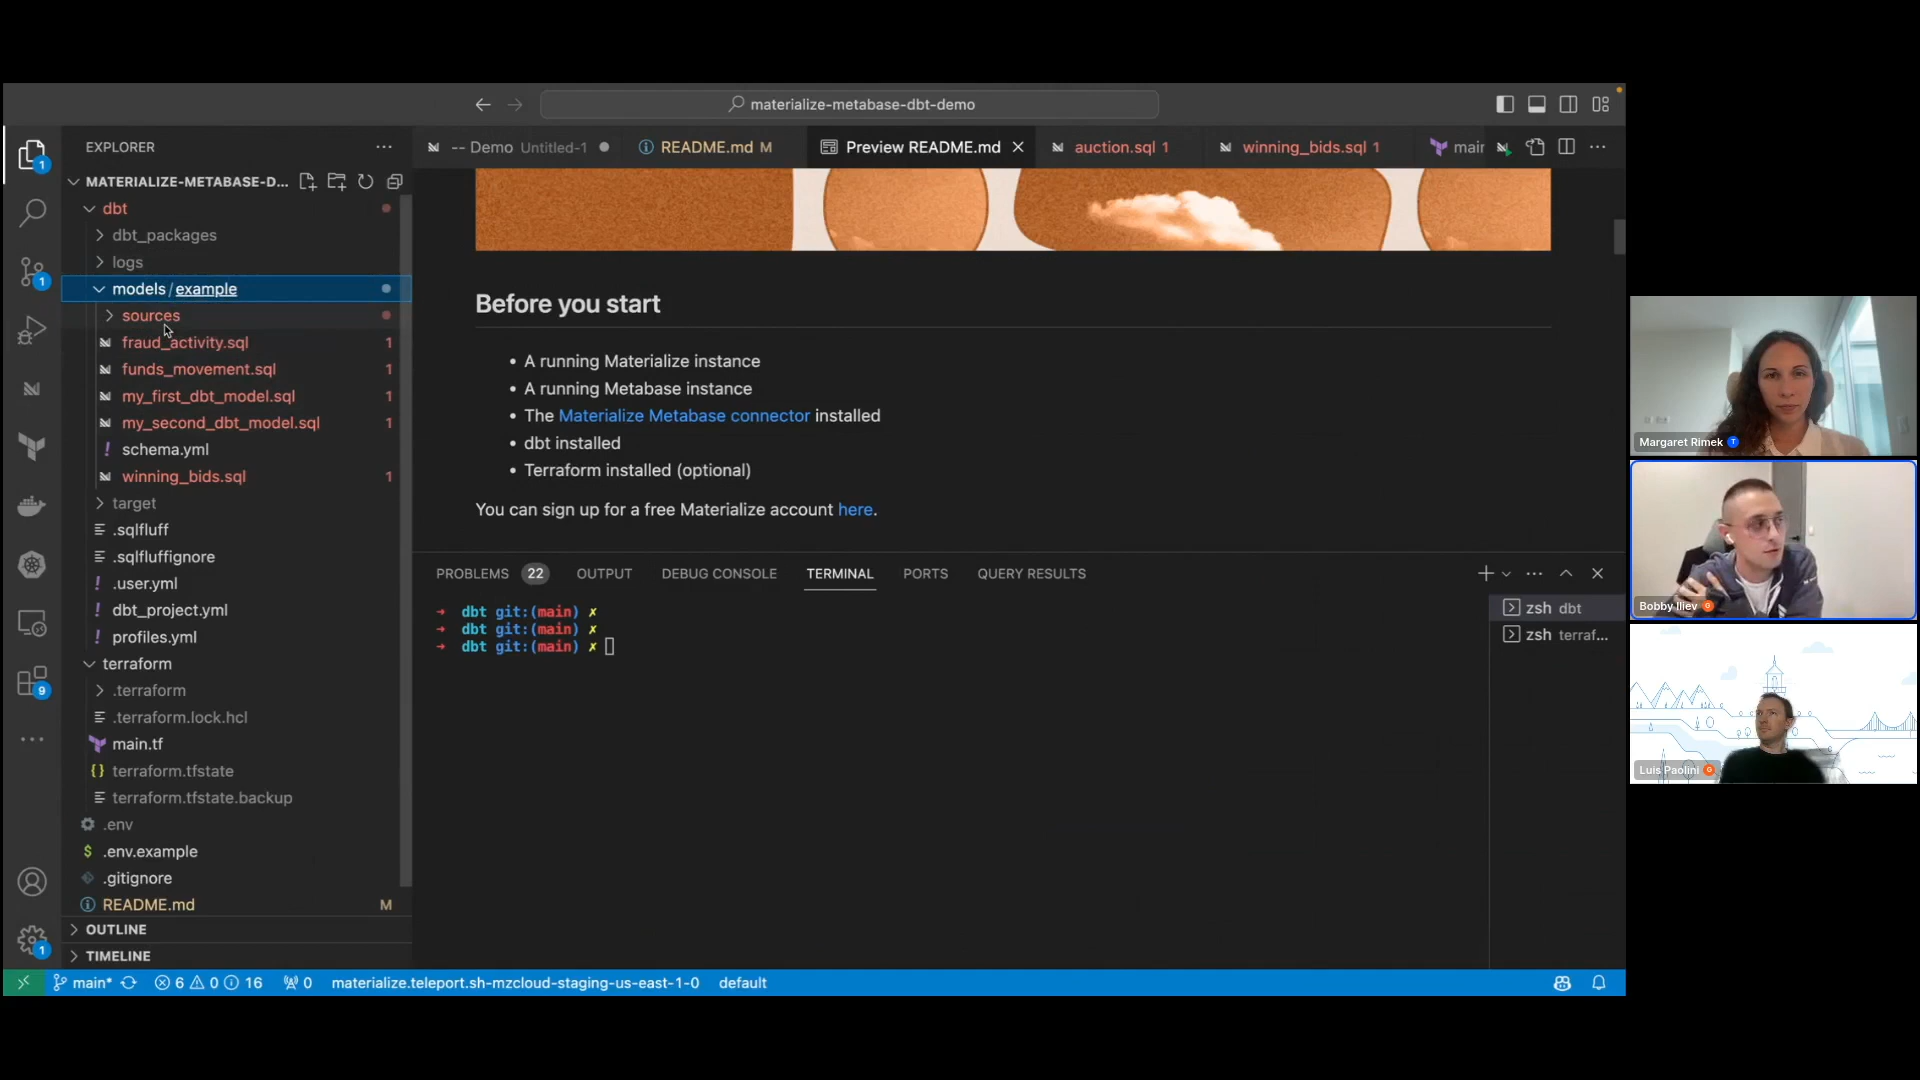 materialize-metabase-dbt-demo
EXPLORER
MATERIALIZE-METABASE-D...
dbt
dbt_packages
logs
models / example
sources
fraud_activity.sql 1
funds_movement.sql 1
my_first_dbt_model.sql 1
my_second_dbt_model.sql 1
schema.yml
winning_bids.sql 1
target
.sqlfluff
.sqlfluffignore
.user.yml
dbt_project.yml
profiles.yml
terraform
.terraform
.terraform.lock.hcl
main.tf
terraform.tfstate
terraform.tfstate.backup
.env
.env.example
.gitignore
README.md M
OUTLINE
TIMELINE
1
1
9
1
-- Demo Untitled-1
README.md M
Preview README.md
auction.sql 1
winning_bids.sql 1
main
Before you start
• A running Materialize instance
• A running Metabase instance
• The Materialize Metabase connector installed
• dbt installed
• Terraform installed (optional)
You can sign up for a free Materialize account here.
PROBLEMS 22 OUTPUT DEBUG CONSOLE TERMINAL PORTS QUERY RESULTS
→ dbt git:(main) ✗
→ dbt git:(main) ✗
→ dbt git:(main) ✗
zsh dbt
zsh terraf...
main* 6 0 16 0 materialize.teleport.sh-mzcloud-staging-us-east-1-0 default
Margaret Rimek T
Bobby Iliev G
Luis Paolini G